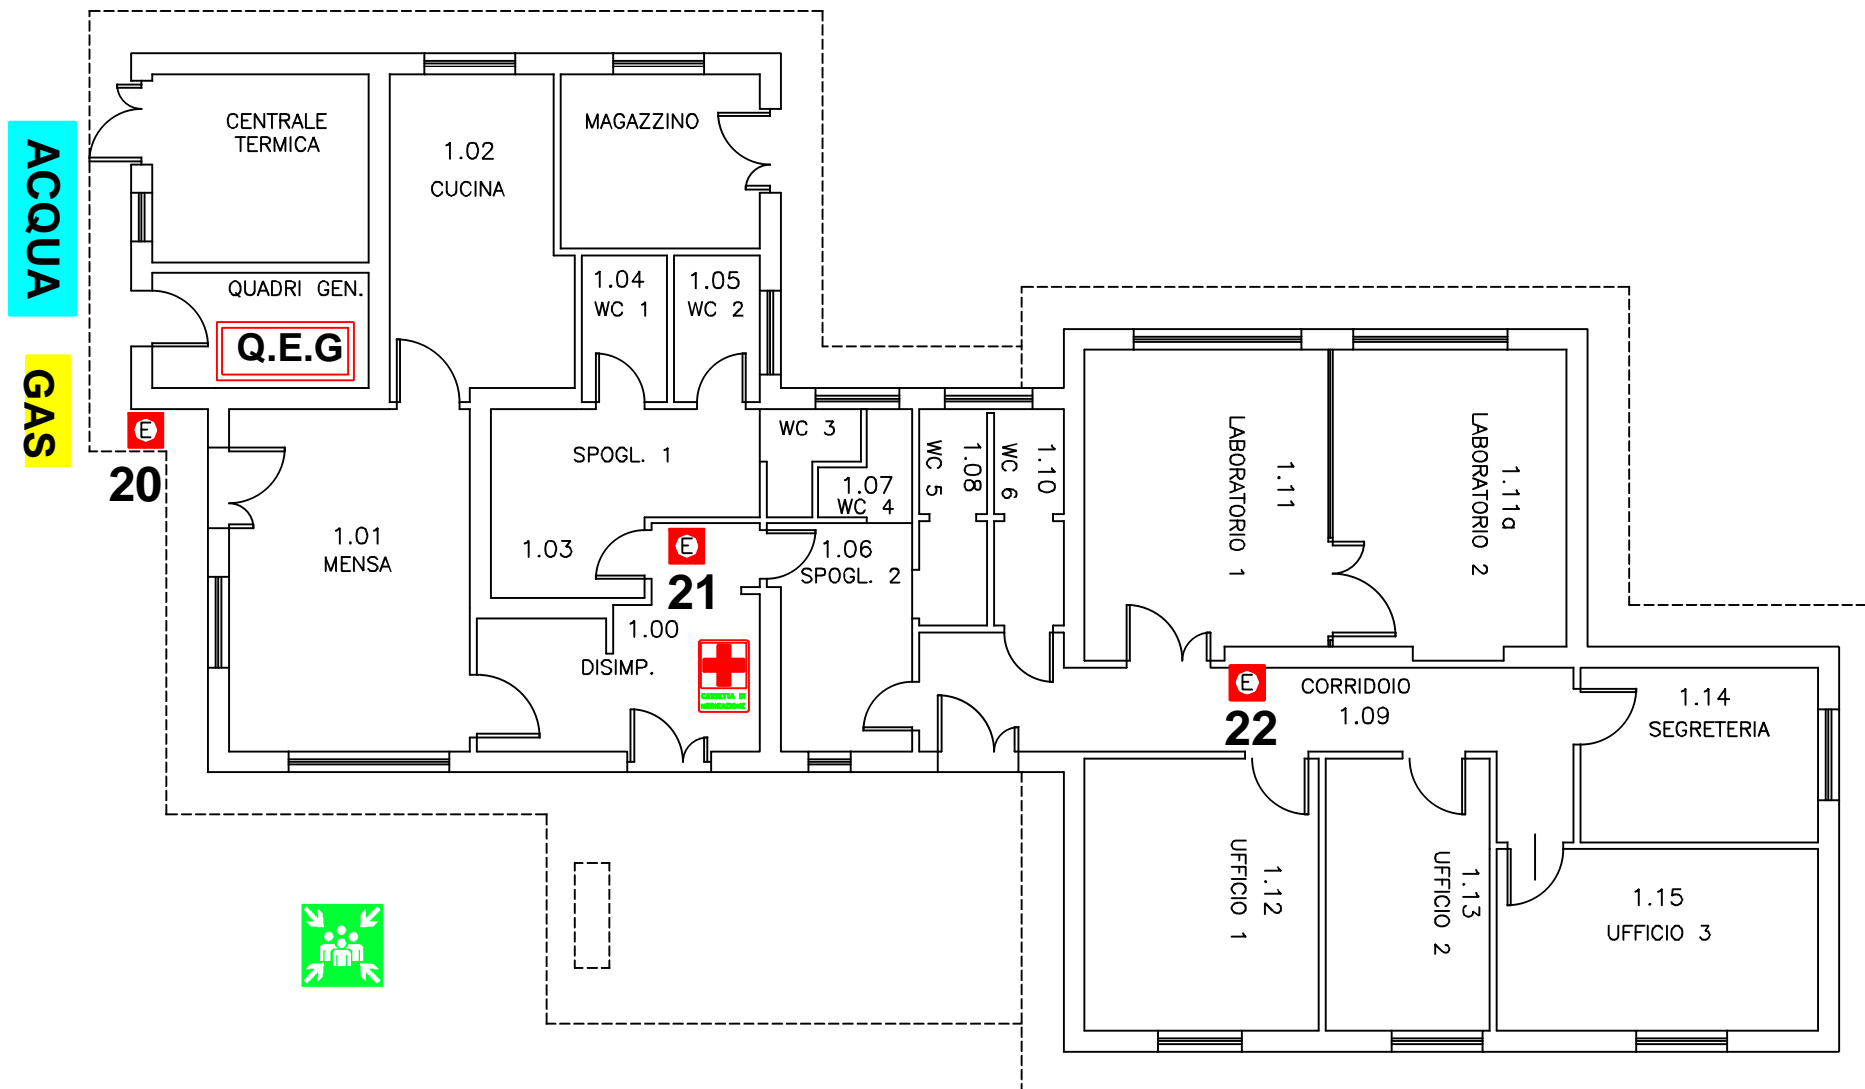 ACQUA
GAS
CENTRALE
TERMICA
1.02
CUCINA
MAGAZZINO
QUADRI GEN.
Q.E.G
1.04
WC 1
1.05
WC 2
E
20
SPOGL. 1
1.03
WC 3
1.07
WC 4
1.08
WC 5
1.10
WC 6
1.11
LABORATORIO 1
1.11a
LABORATORIO 2
1.01
MENSA
E
21
1.06
SPOGL. 2
1.00
DISIMP.
CASSETTA DI
MEDICAZIONE
E
22
CORRIDOIO
1.09
1.14
SEGRETERIA
1.12
UFFICIO 1
1.13
UFFICIO 2
1.15
UFFICIO 3